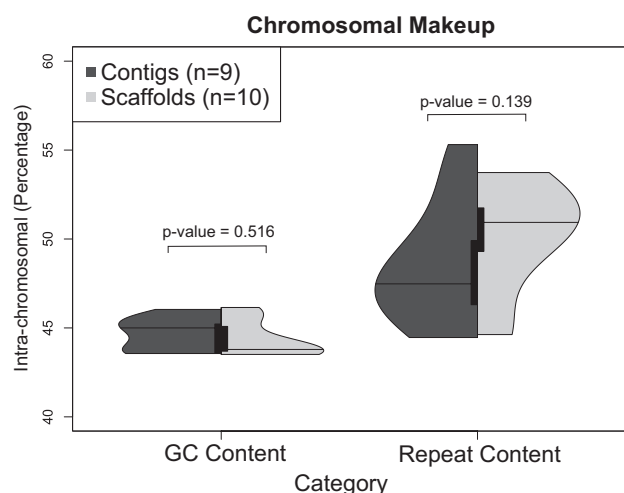 Chromosomal Makeup
Contigs (n=9)
Scaffolds (n=10)
p-value = 0.139
p-value = 0.516
Intra-chromosomal (Percentage)
60
55
50
45
40
GC Content
Repeat Content
Category